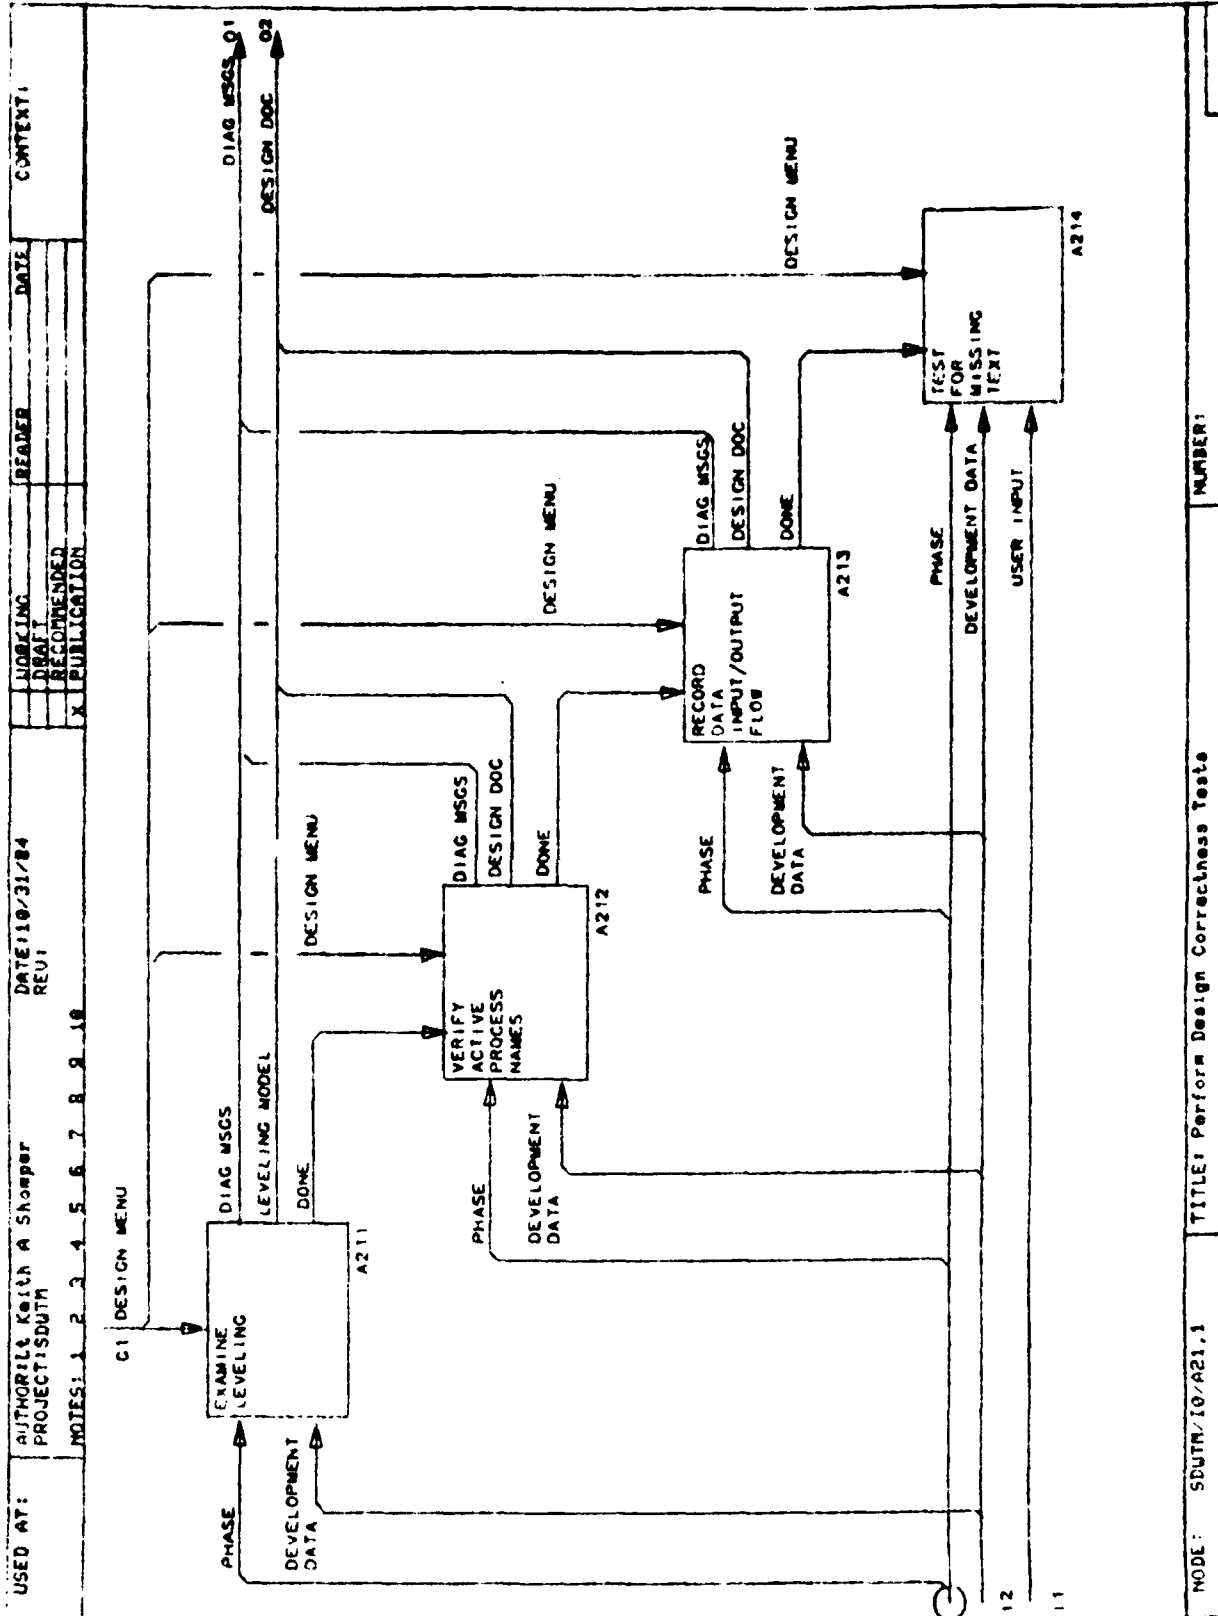 USED AT:
AUTHOR: Lt Keith A Shomper
DATE: 10/31/84
WORKING
READER
DATE
CONTEXT:
PROJECT: SDWTM
REV:
DRAFT
RECOMMENDED
NOTES: 1 2 3 4 5 6 7 8 9 10
X PUBLICATION
C1 DESIGN MENU
DIAG MSGS O1
DESIGN DOC O2
PHASE
DEVELOPMENT
DATA
EXAMINE
LEVELING
A211
DIAG MSGS
LEVELING MODEL
DONE
DESIGN MENU
PHASE
DEVELOPMENT
DATA
VERIFY
ACTIVE
PROCESS
NAMES
A212
DIAG MSGS
DESIGN DOC
DONE
DESIGN MENU
PHASE
DEVELOPMENT
DATA
RECORD
DATA
INPUT/OUTPUT
FLOW
A213
DIAG MSGS
DESIGN DOC
DONE
DESIGN MENU
PHASE
DEVELOPMENT DATA
USER INPUT
TEST
FOR
MISSING
TEXT
A214
I2
I1
NODE: SDWTM/I0/A21.1
TITLE: Perform Design Correctness Tests
NUMBER: